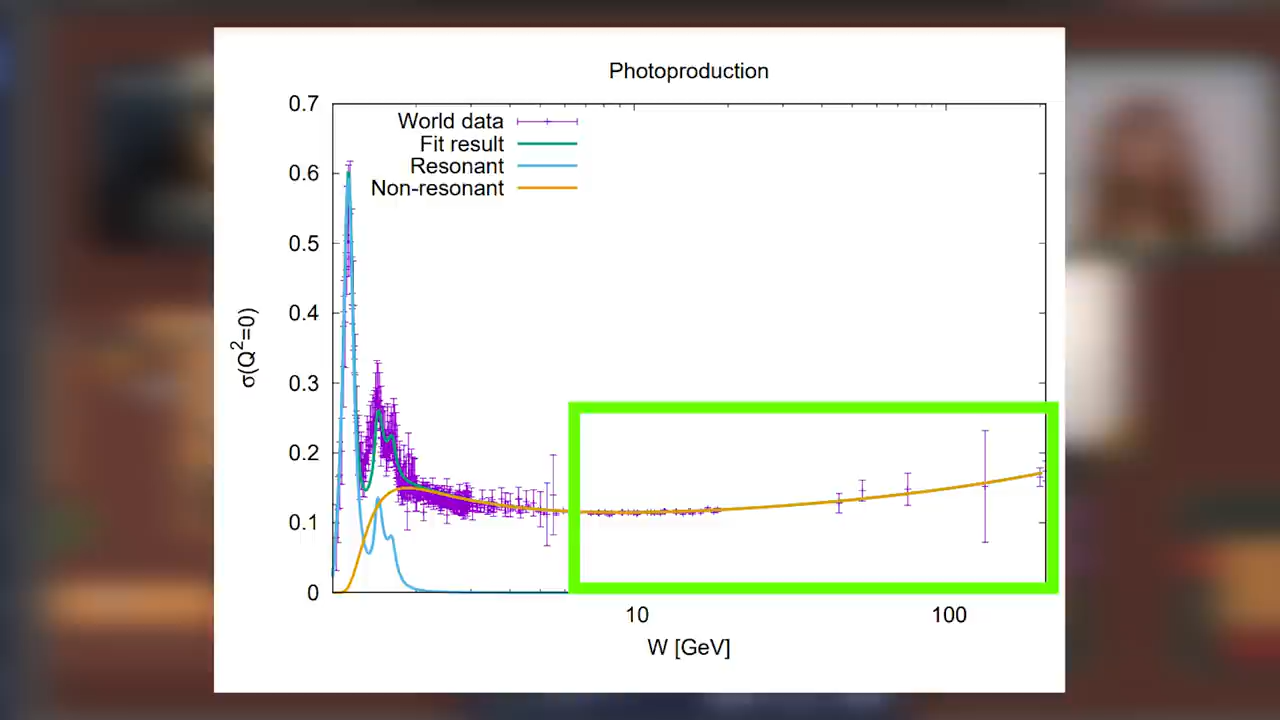 Photoproduction
0.7
0.6
0.5
0.4
0.3
0.2
0.1
0
σ(Q²=0)
World data
Fit result
Resonant
Non-resonant
10
100
W [GeV]